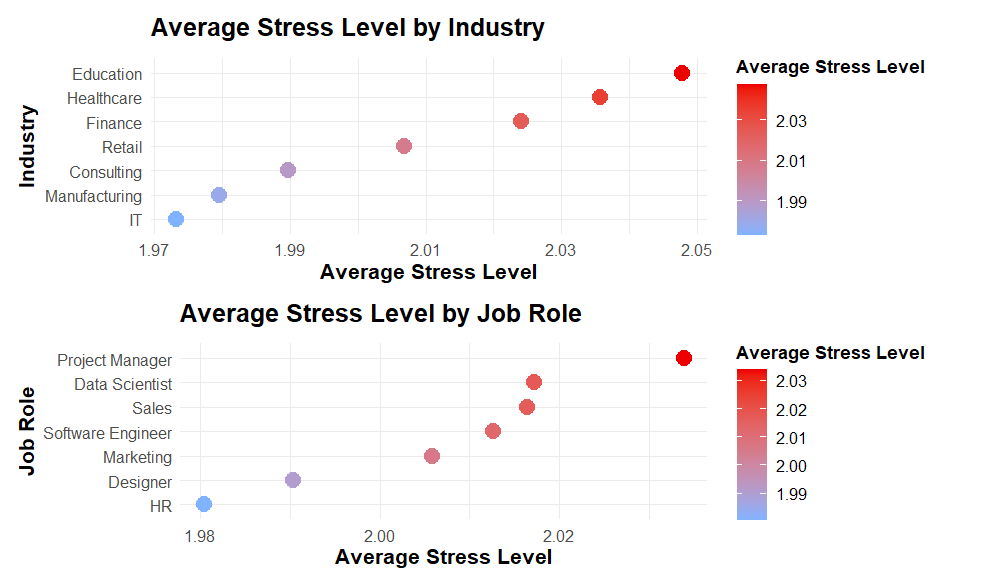 Average Stress Level by Industry
Industry
Education
Healthcare
Finance
Retail
Consulting
Manufacturing
IT
1.97 1.99 2.01 2.03 2.05
Average Stress Level
Average Stress Level
2.03
2.01
1.99
Average Stress Level by Job Role
Job Role
Project Manager
Data Scientist
Sales
Software Engineer
Marketing
Designer
HR
1.98 2.00 2.02
Average Stress Level
Average Stress Level
2.03
2.02
2.01
2.00
1.99